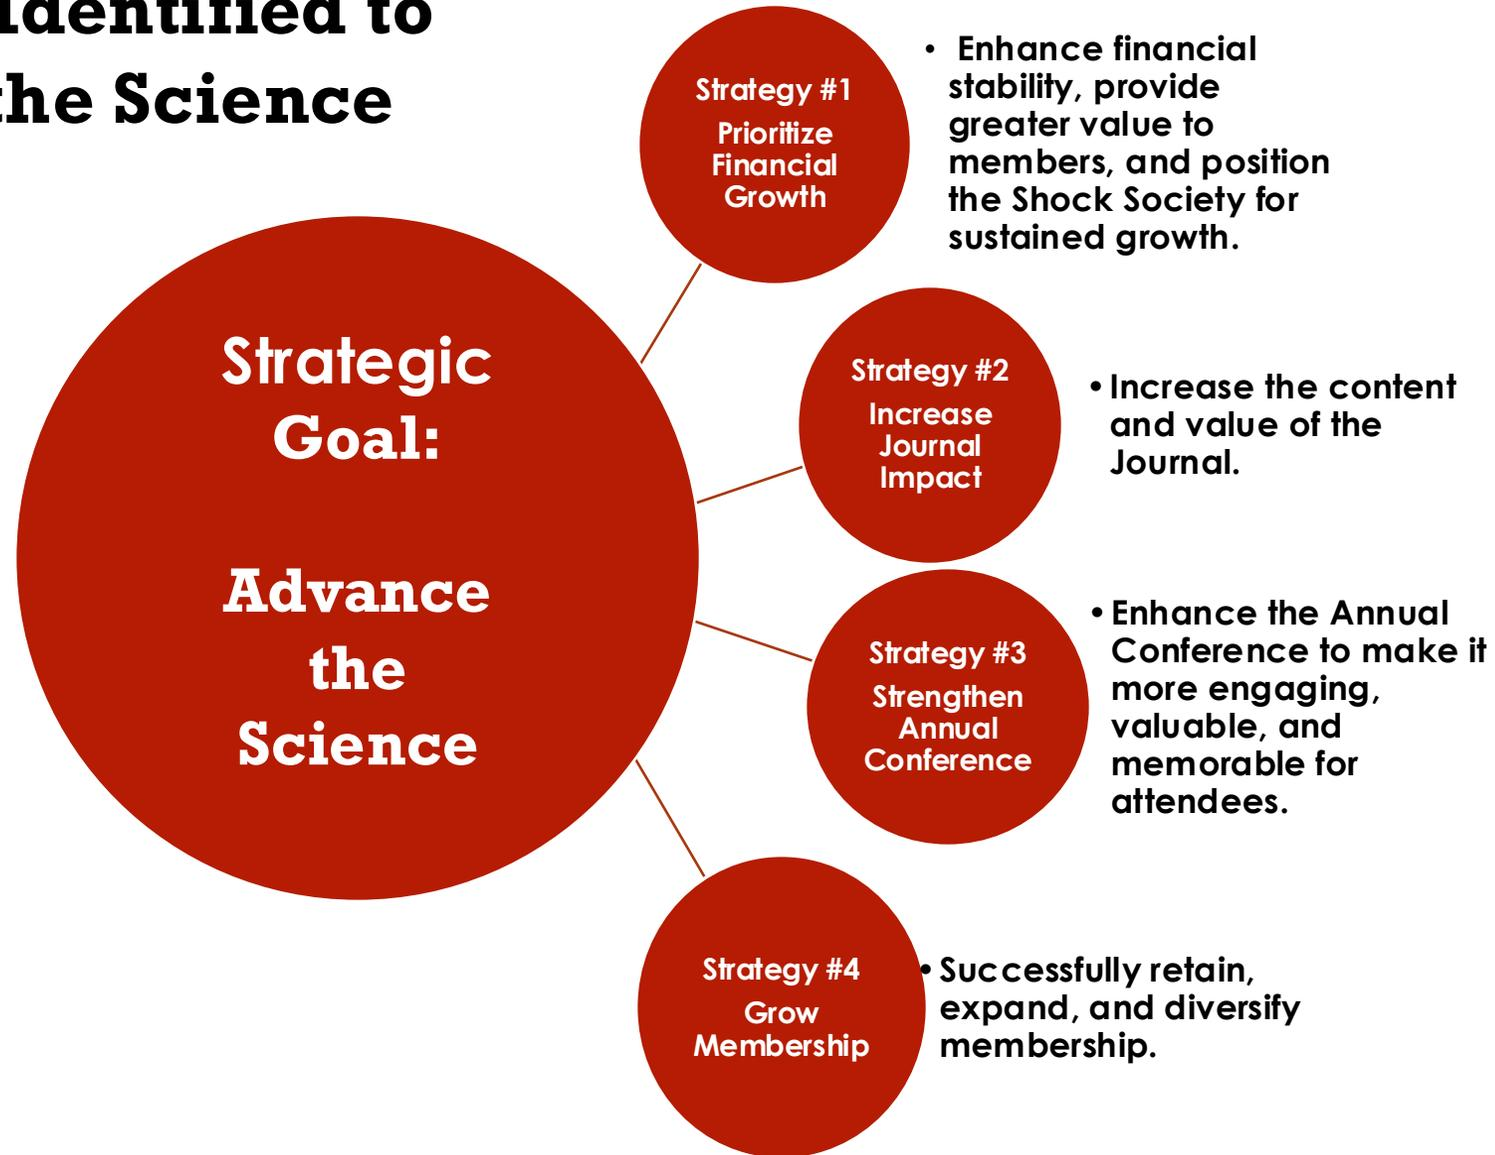 Identified to
the Science
Strategic
Goal:
Advance
the
Science
Strategy #1
Prioritize
Financial
Growth
• Enhance financial
stability, provide
greater value to
members, and position
the Shock Society for
sustained growth.
Strategy #2
Increase
Journal
Impact
• Increase the content
and value of the
Journal.
Strategy #3
Strengthen
Annual
Conference
• Enhance the Annual
Conference to make it
more engaging,
valuable, and
memorable for
attendees.
Strategy #4
Grow
Membership
• Successfully retain,
expand, and diversify
membership.